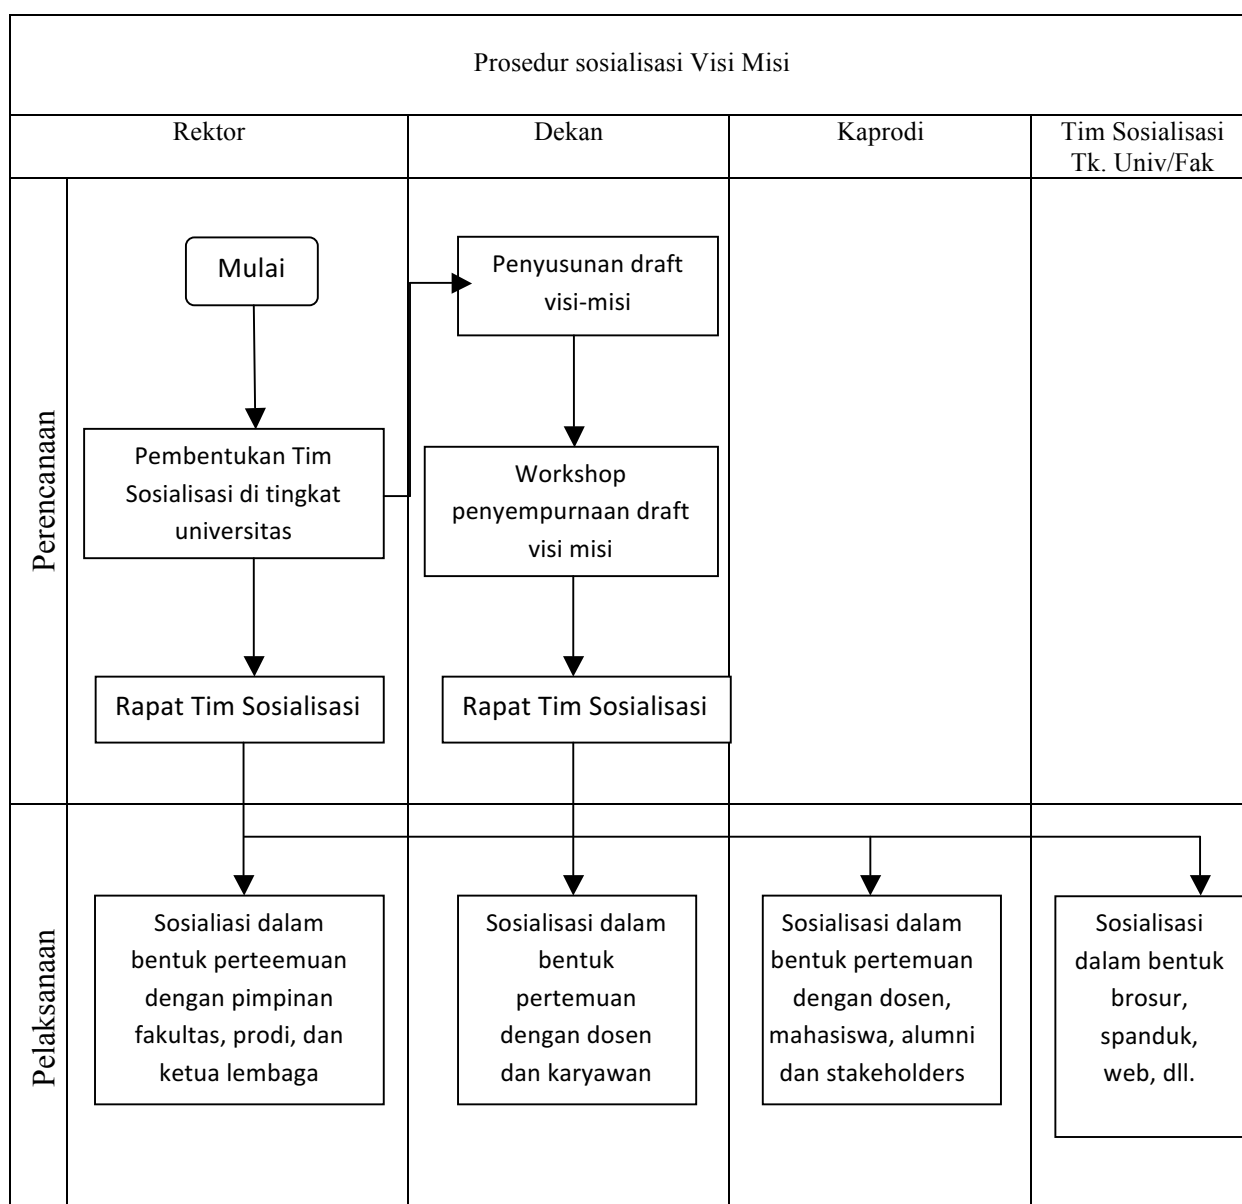 Prosedur sosialisasi Visi Misi
Rektor
Dekan
Kaprodi
Tim Sosialisasi
Tk. Univ/Fak
Perencanaan
Mulai
Pembentukan Tim
Sosialisasi di tingkat
universitas
Rapat Tim Sosialisasi
Penyusunan draft
visi-misi
Workshop
penyempurnaan draft
visi misi
Rapat Tim Sosialisasi
Pelaksanaan
Sosialiasi dalam
bentuk perteemuan
dengan pimpinan
fakultas, prodi, dan
ketua lembaga
Sosialisasi dalam
bentuk
pertemuan
dengan dosen
dan karyawan
Sosialisasi dalam
bentuk pertemuan
dengan dosen,
mahasiswa, alumni
dan stakeholders
Sosialisasi
dalam bentuk
brosur,
spanduk,
web, dll.